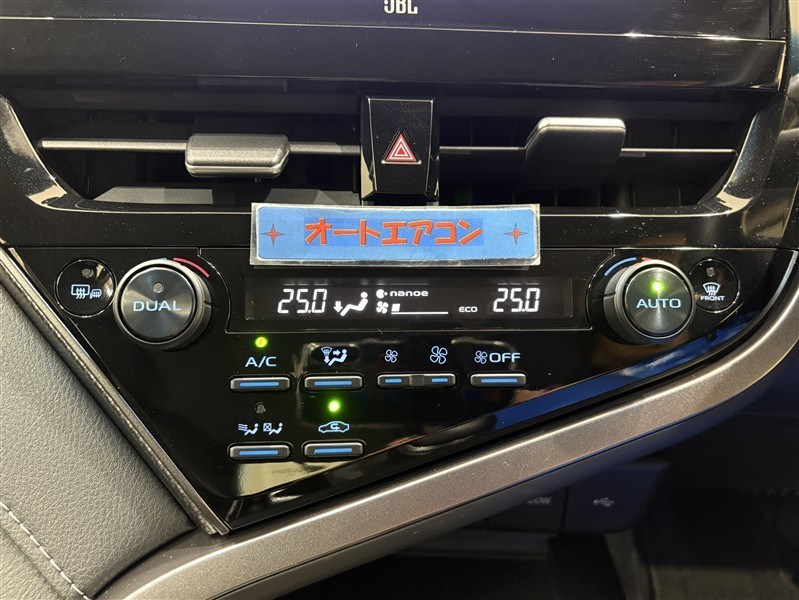 JBL
オートエアコン
DUAL
25.0
nanoe
ECO
25.0
AUTO
FRONT
A/C
OFF